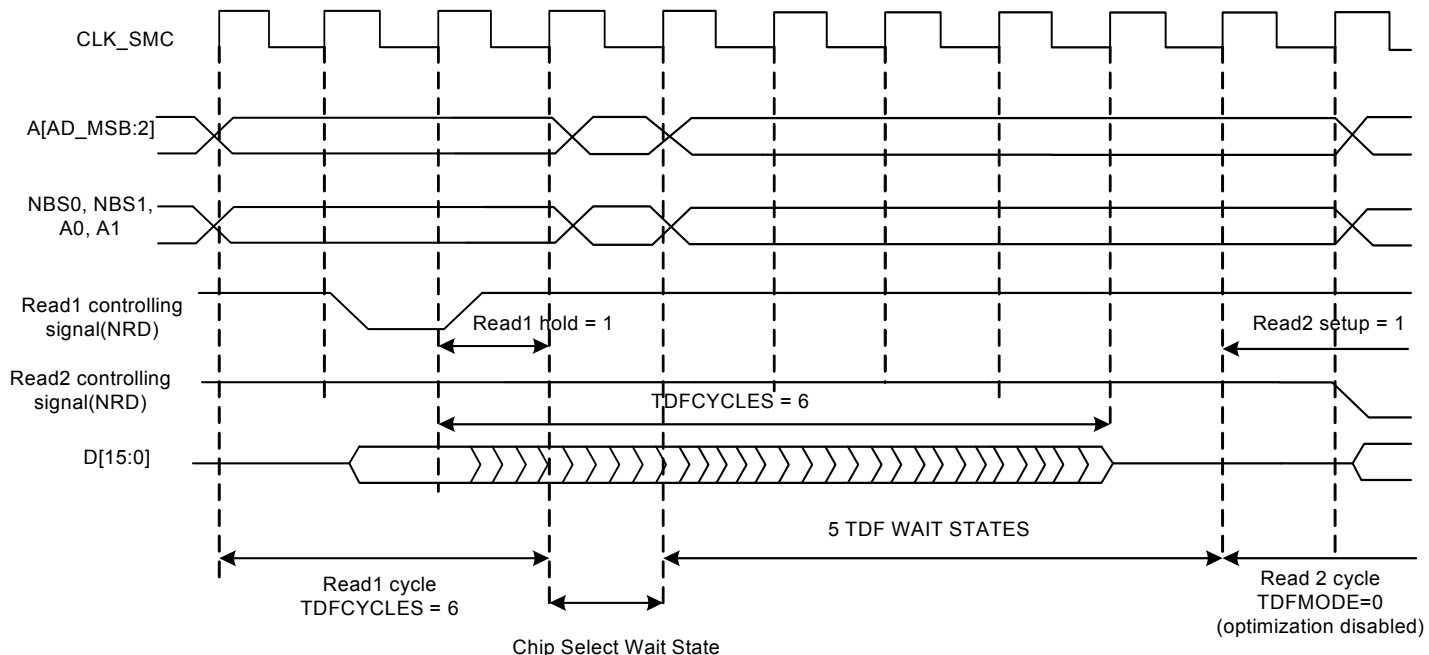 CLK_SMC
A[AD_MSB:2]
NBS0, NBS1,
A0, A1
Read1 controlling
signal(NRD)
Read1 hold = 1
Read2 setup = 1
Read2 controlling
signal(NRD)
TDFCYCLES = 6
D[15:0]
5 TDF WAIT STATES
Read1 cycle
TDFCYCLES = 6
Chip Select Wait State
Read 2 cycle
TDFMODE=0
(optimization disabled)